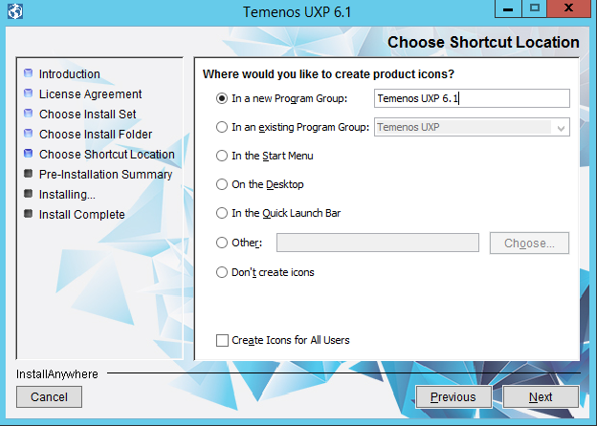 Temenos UXP 6.1
Choose Shortcut Location
Introduction
License Agreement
Choose Install Set
Choose Install Folder
Choose Shortcut Location
Pre-Installation Summary
Installing...
Install Complete
Where would you like to create product icons?
In a new Program Group: Temenos UXP 6.1
In an existing Program Group: Temenos UXP
In the Start Menu
On the Desktop
In the Quick Launch Bar
Other: Choose...
Don't create icons
Create Icons for All Users
InstallAnywhere
Cancel Previous Next